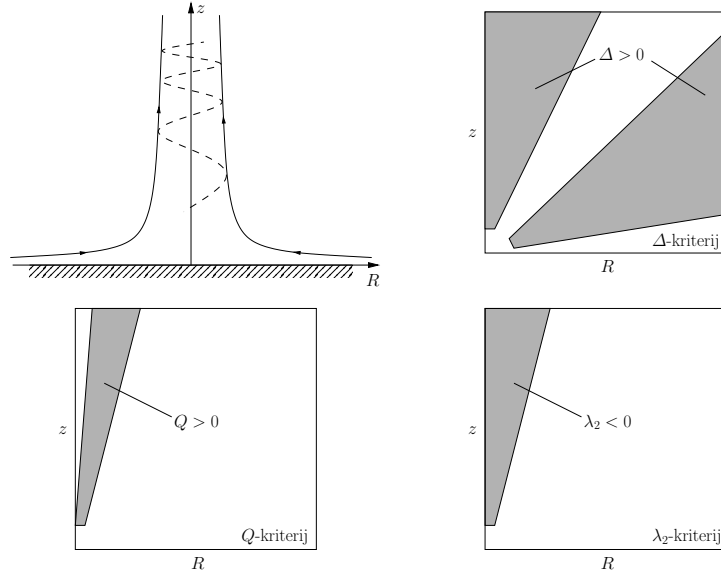 z
R
z
Δ > 0
Δ-kriterij
R
z
Q > 0
Q-kriterij
R
z
λ₂ < 0
λ₂-kriterij
R